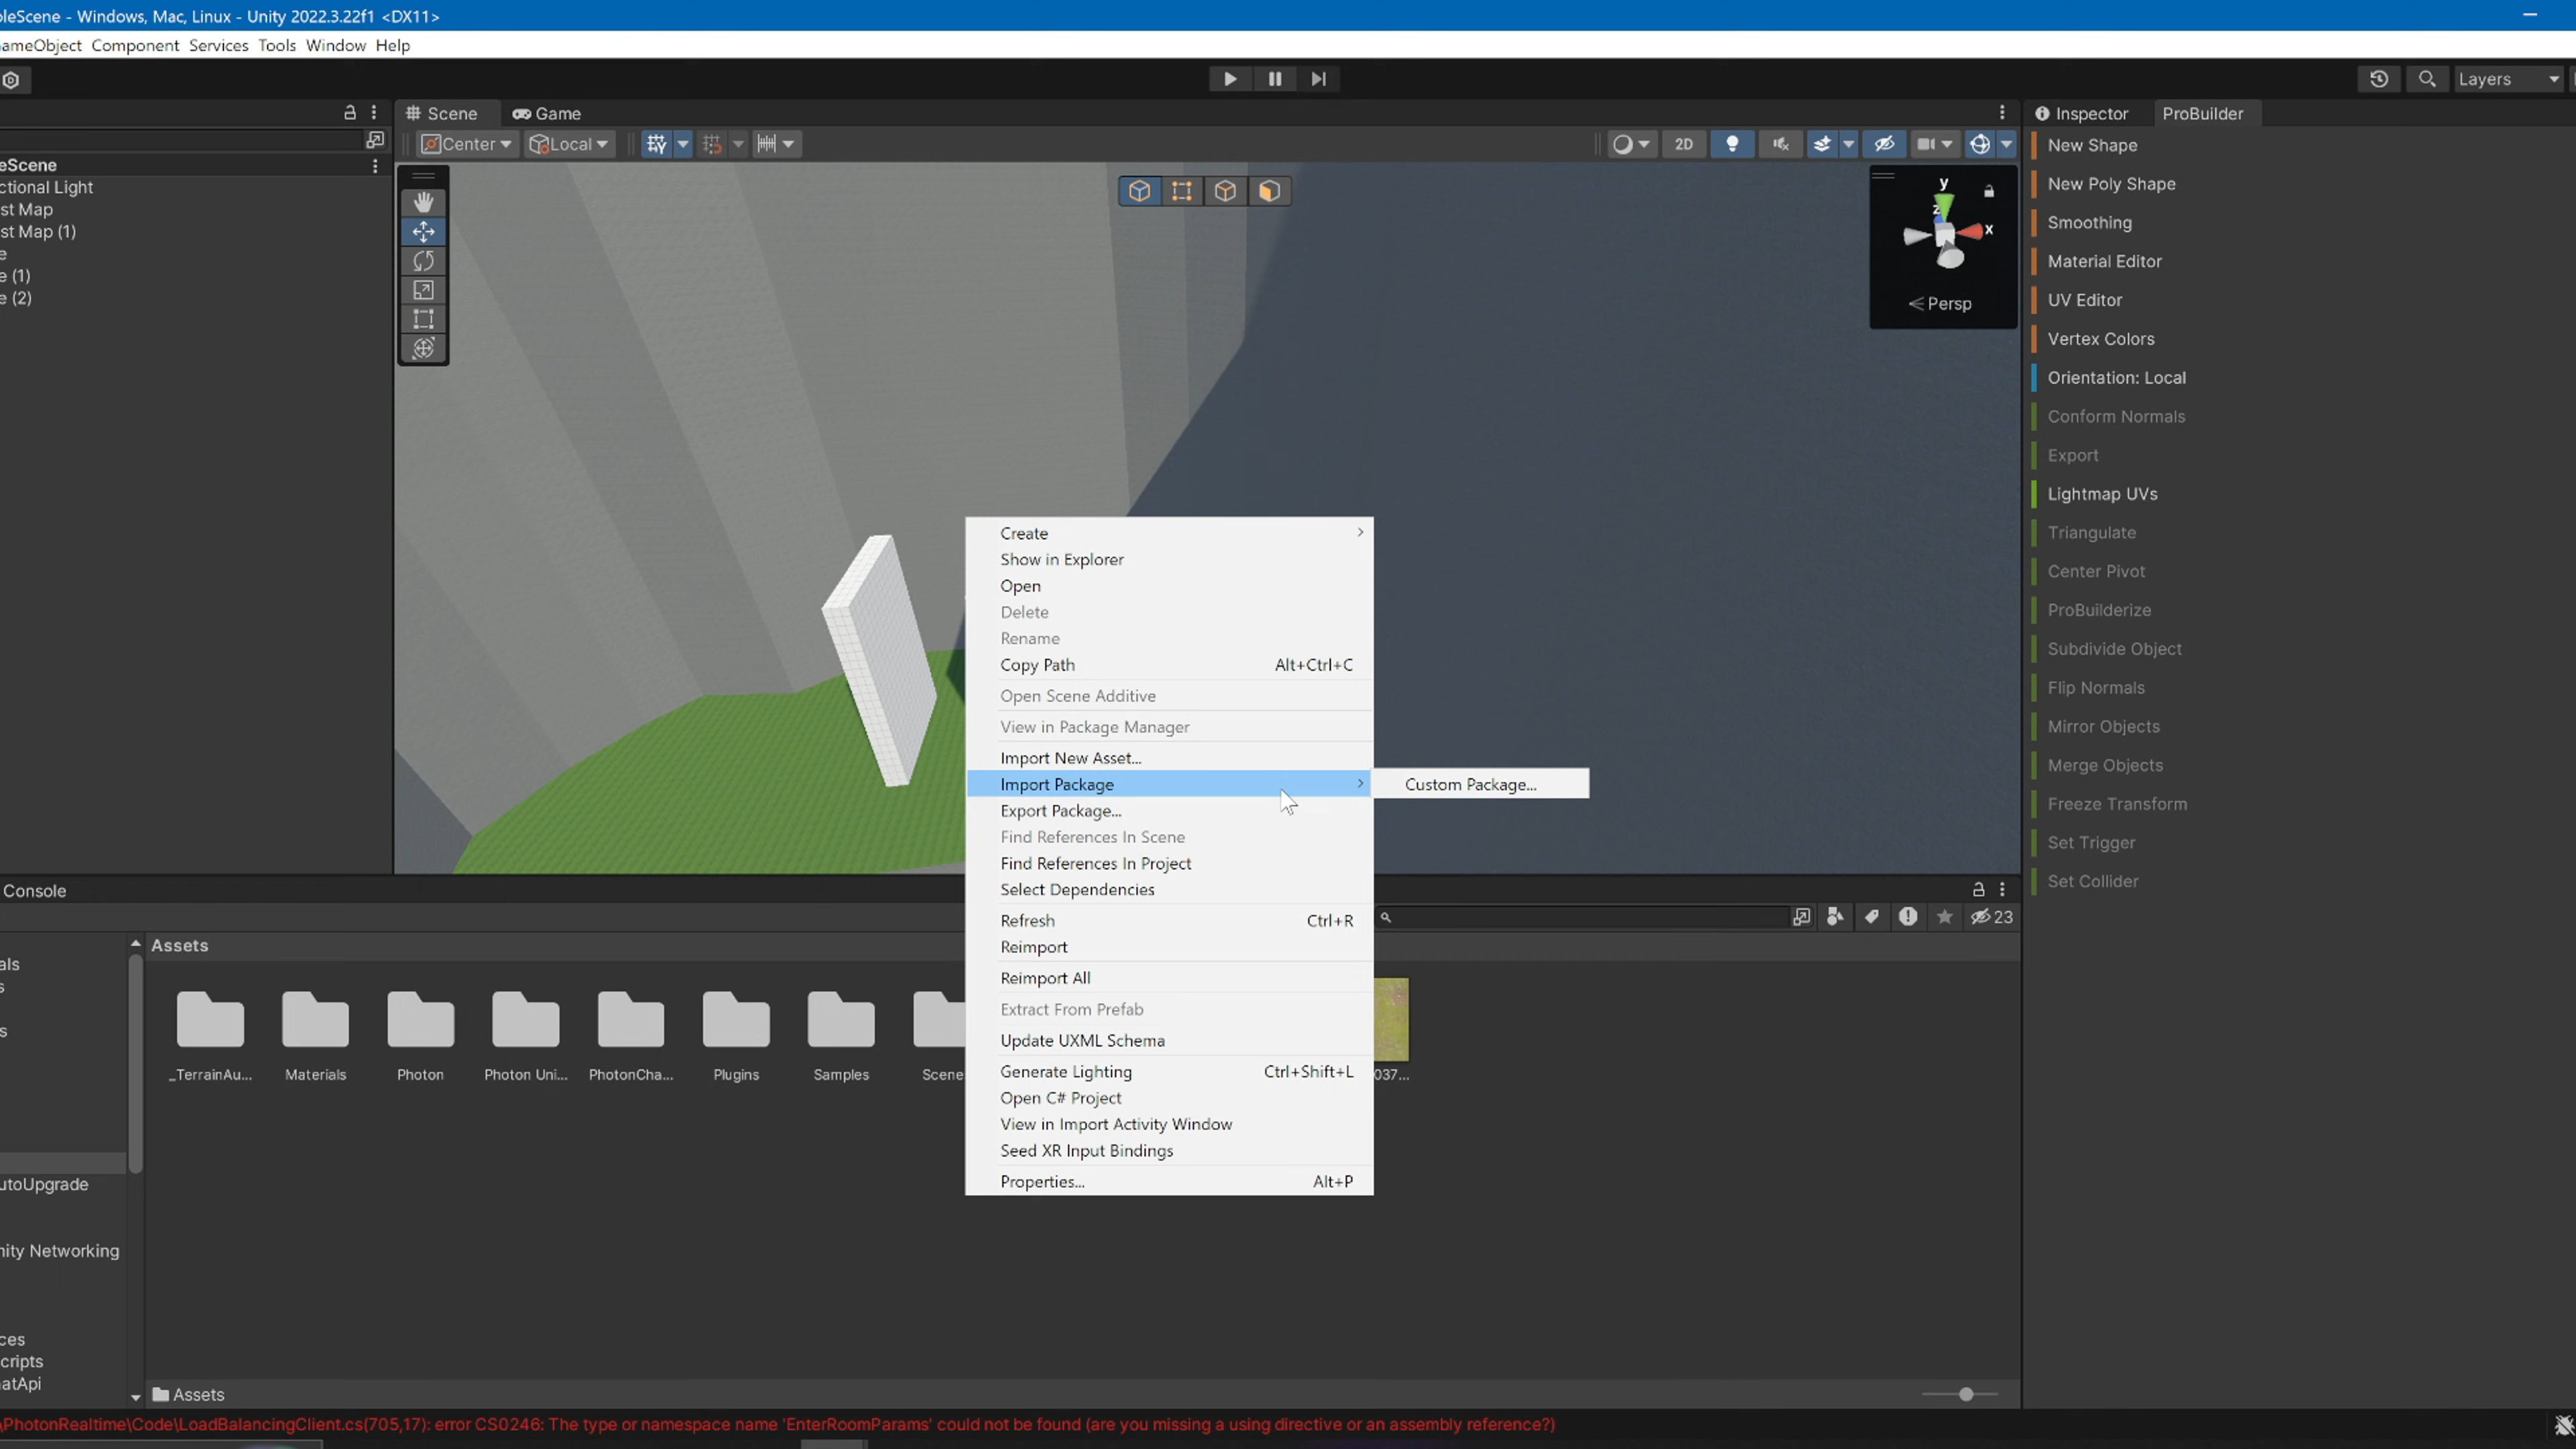 oleScene - Windows, Mac, Linux - Unity 2022.3.22f1 <DX11>
ameObject Component Services Tools Window Help
Layers
Scene
Game
Inspector
ProBuilder
Center
Local
2D
eScene
ctional Light
st Map
st Map (1)
e
e (1)
e (2)
y
z
x
Persp
New Shape
New Poly Shape
Smoothing
Material Editor
UV Editor
Vertex Colors
Orientation: Local
Conform Normals
Export
Lightmap UVs
Triangulate
Center Pivot
ProBuilderize
Subdivide Object
Flip Normals
Mirror Objects
Merge Objects
Freeze Transform
Set Trigger
Set Collider
Create
Show in Explorer
Open
Delete
Rename
Copy Path Alt+Ctrl+C
Open Scene Additive
View in Package Manager
Import New Asset...
Import Package
Custom Package...
Export Package...
Find References In Scene
Find References In Project
Select Dependencies
Refresh Ctrl+R
Reimport
Reimport All
Extract From Prefab
Update UXML Schema
Generate Lighting Ctrl+Shift+L
Open C# Project
View in Import Activity Window
Seed XR Input Bindings
Properties... Alt+P
Console
23
Assets
als
s
s
utoUpgrade
nity Networking
ces
cripts
atApi
_TerrainAu...
Materials
Photon
Photon Uni...
PhotonCha...
Plugins
Samples
Scene
037...
Assets
\PhotonRealtime\Code\LoadBalancingClient.cs(705,17): error CS0246: The type or namespace name 'EnterRoomParams' could not be found (are you missing a using directive or an assembly reference?)